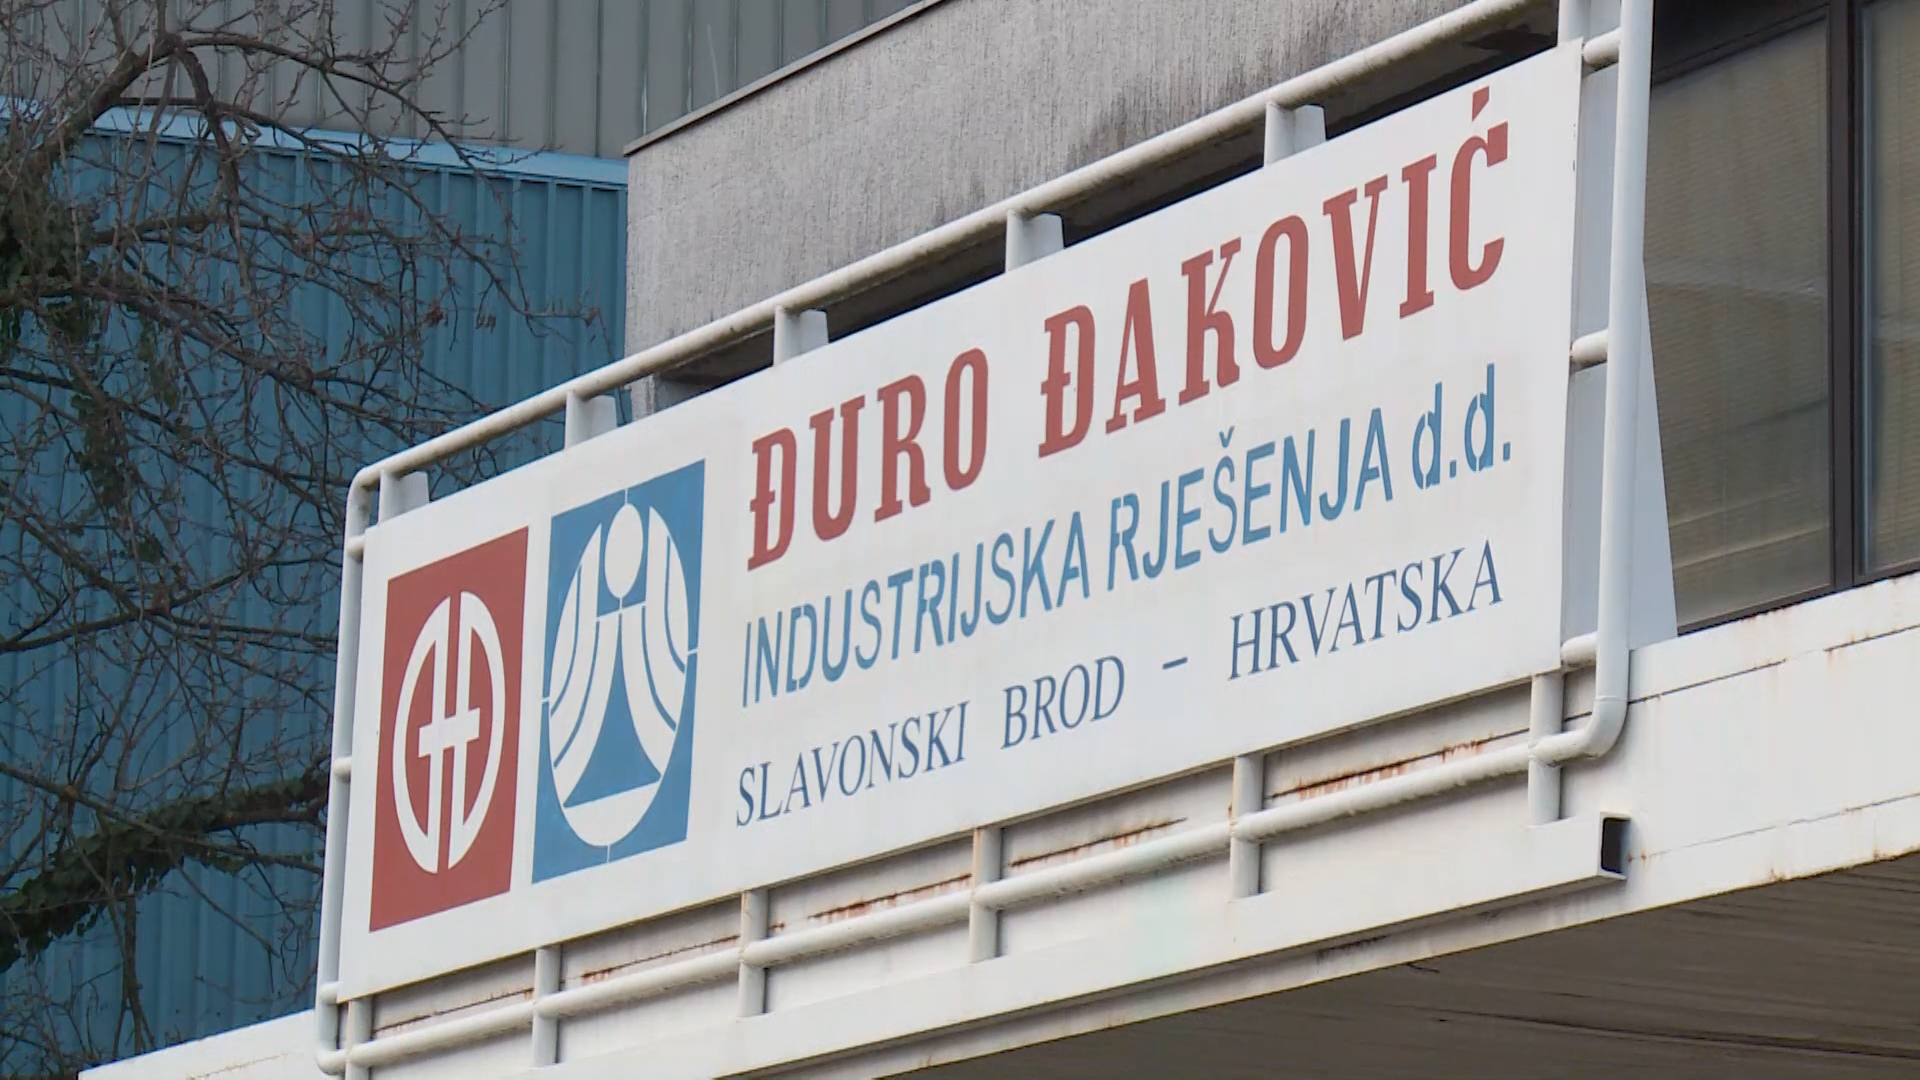 ĐURO ĐAKOVIĆ
INDUSTRIJSKA RJEŠENJA d.d.
SLAVONSKI BROD – HRVATSKA